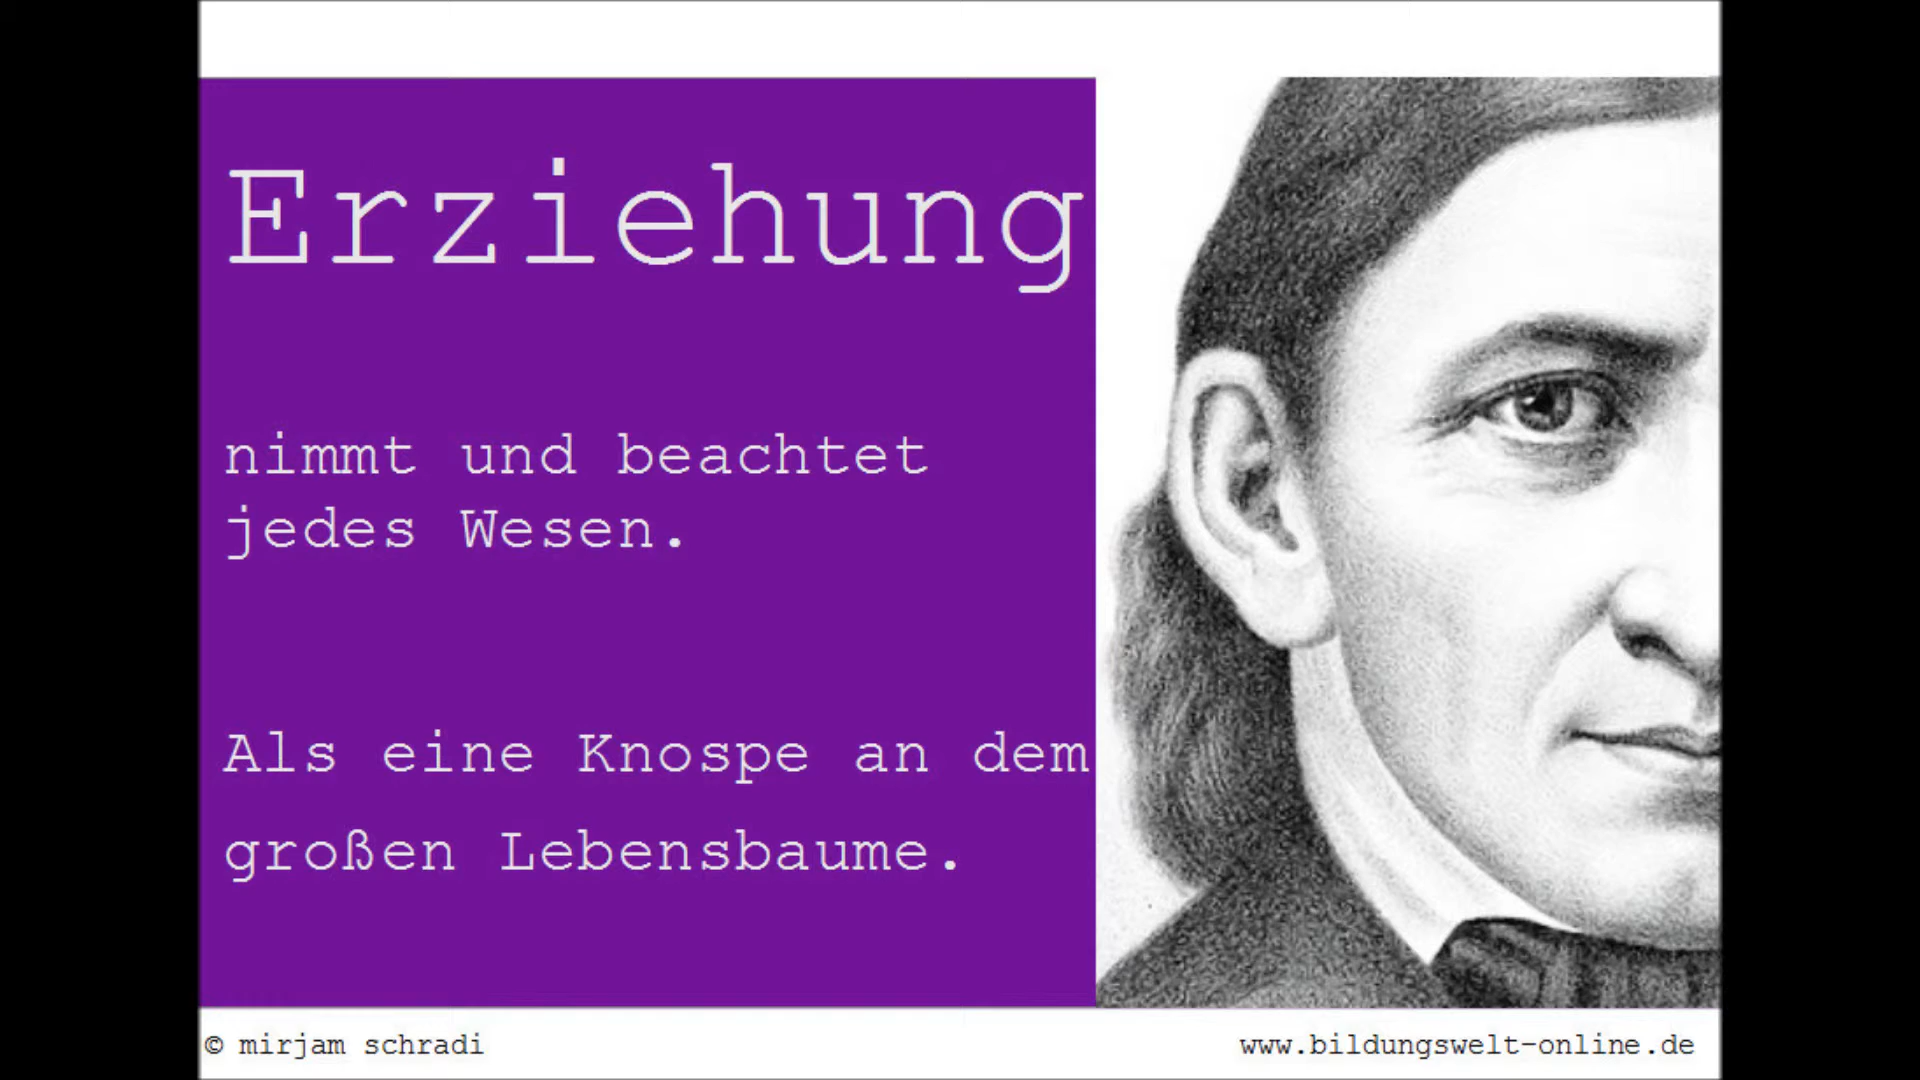 Erziehung
nimmt und beachtet
jedes Wesen.
Als eine Knospe an dem
großen Lebensbaume.
© mirjam schradi
www.bildungswelt-online.de